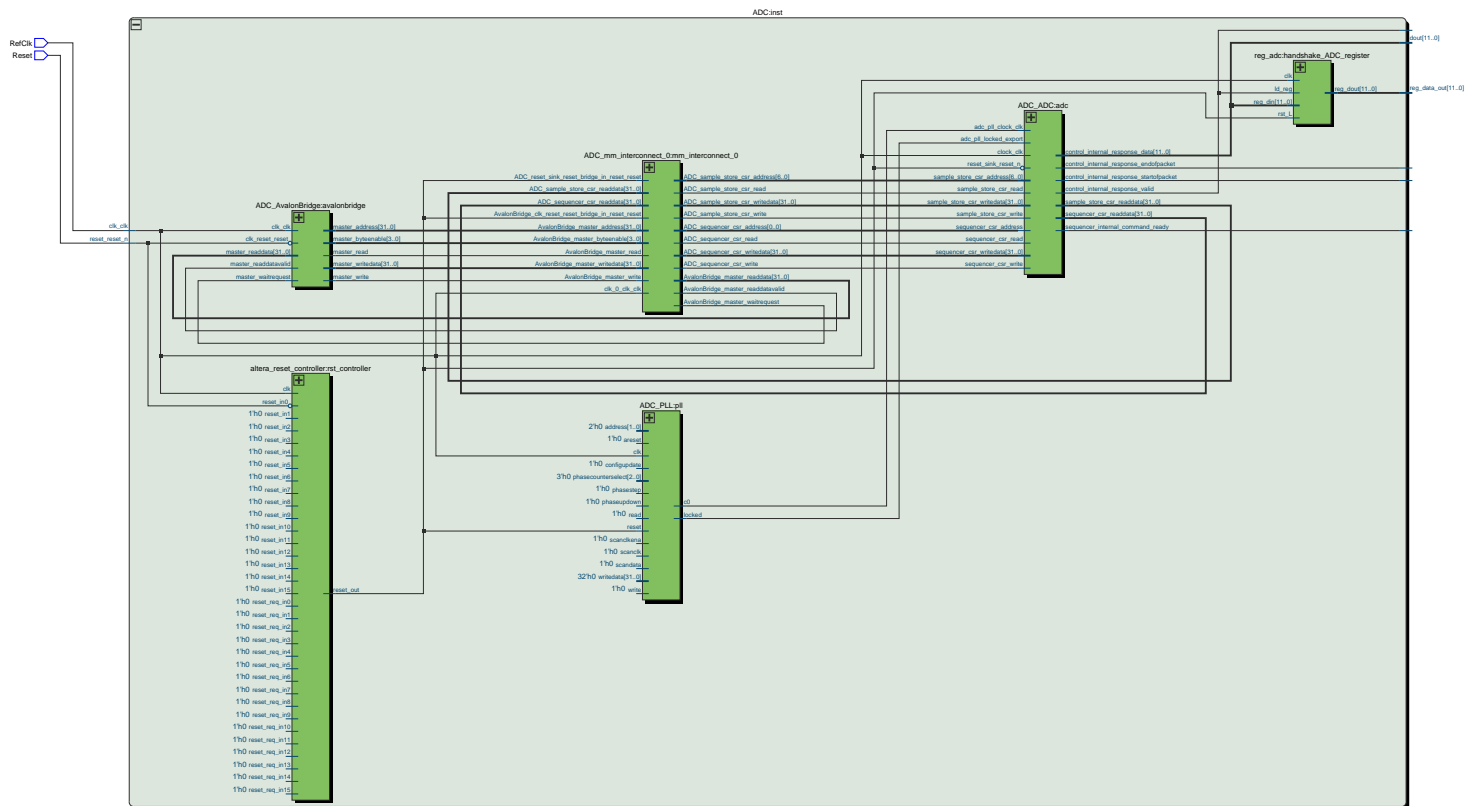 ADC:inst
RefClk
Reset
clk_clk
reset_reset_n
dout[11..0]
reg_data_out[11..0]
reg_adc:handshake_ADC_register
clk
ld_reg
reg_din[11..0]
rst_L
reg_dout[11..0]
ADC_ADC:adc
adc_pll_clock_clk
adc_pll_locked_export
clock_clk
reset_sink_reset_n
sample_store_csr_address[6..0]
sample_store_csr_read
sample_store_csr_writedata[31..0]
sample_store_csr_write
sequencer_csr_address
sequencer_csr_read
sequencer_csr_writedata[31..0]
sequencer_csr_write
control_internal_response_data[11..0]
control_internal_response_endofpacket
control_internal_response_startofpacket
control_internal_response_valid
sample_store_csr_readdata[31..0]
sequencer_csr_readdata[31..0]
sequencer_internal_command_ready
ADC_mm_interconnect_0:mm_interconnect_0
ADC_reset_sink_reset_bridge_in_reset_reset
ADC_sample_store_csr_readdata[31..0]
ADC_sequencer_csr_readdata[31..0]
AvalonBridge_clk_reset_reset_bridge_in_reset_reset
AvalonBridge_master_address[31..0]
AvalonBridge_master_byteenable[3..0]
AvalonBridge_master_read
AvalonBridge_master_writedata[31..0]
AvalonBridge_master_write
clk_0_clk_clk
ADC_sample_store_csr_address[6..0]
ADC_sample_store_csr_read
ADC_sample_store_csr_writedata[31..0]
ADC_sample_store_csr_write
ADC_sequencer_csr_address[0..0]
ADC_sequencer_csr_read
ADC_sequencer_csr_writedata[31..0]
ADC_sequencer_csr_write
AvalonBridge_master_readdata[31..0]
AvalonBridge_master_readdatavalid
AvalonBridge_master_waitrequest
ADC_AvalonBridge:avalonbridge
clk_clk
clk_reset_reset
master_readdata[31..0]
master_readdatavalid
master_waitrequest
master_address[31..0]
master_byteenable[3..0]
master_read
master_writedata[31..0]
master_write
altera_reset_controller:rst_controller
clk
reset_in0
1'h0 reset_in1
1'h0 reset_in2
1'h0 reset_in3
1'h0 reset_in4
1'h0 reset_in5
1'h0 reset_in6
1'h0 reset_in7
1'h0 reset_in8
1'h0 reset_in9
1'h0 reset_in10
1'h0 reset_in11
1'h0 reset_in12
1'h0 reset_in13
1'h0 reset_in14
1'h0 reset_in15
1'h0 reset_req_in0
1'h0 reset_req_in1
1'h0 reset_req_in2
1'h0 reset_req_in3
1'h0 reset_req_in4
1'h0 reset_req_in5
1'h0 reset_req_in6
1'h0 reset_req_in7
1'h0 reset_req_in8
1'h0 reset_req_in9
1'h0 reset_req_in10
1'h0 reset_req_in11
1'h0 reset_req_in12
1'h0 reset_req_in13
1'h0 reset_req_in14
1'h0 reset_req_in15
reset_out
ADC_PLL:pll
2'h0 address[1..0]
1'h0 areset
clk
1'h0 configupdate
3'h0 phasecounterselect[2..0]
1'h0 phasestep
1'h0 phaseupdown
1'h0 read
reset
1'h0 scanclkena
1'h0 scanclk
1'h0 scandata
32'h0 writedata[31..0]
1'h0 write
c0
locked